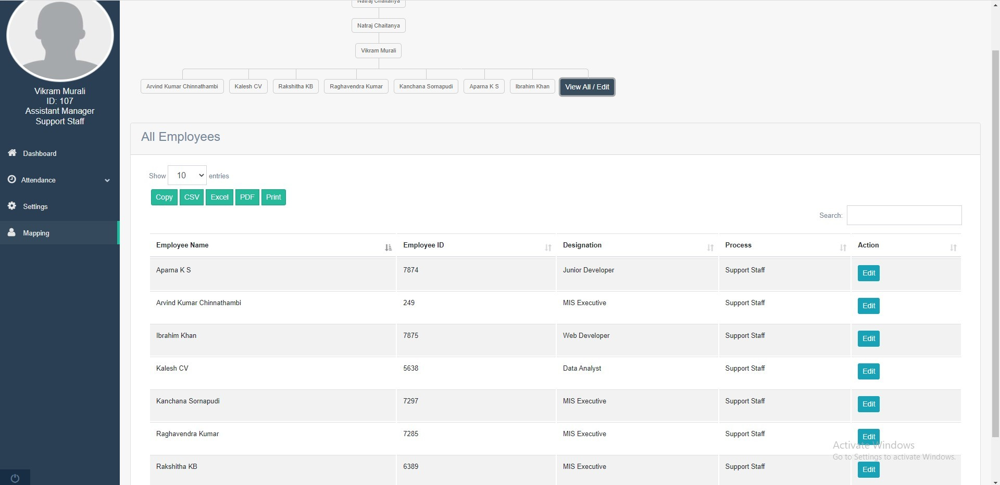 Natraj Chaitanya
Natraj Chaitanya
Vikram Murali
Arvind Kumar Chinnathambi Kalesh CV Rakshitha KB Raghavendra Kumar Kanchana Sornapudi Aparna K S Ibrahim Khan View All / Edit
Vikram Murali
ID: 107
Assistant Manager
Support Staff
Dashboard
Attendance
Settings
Mapping
All Employees
Show 10 entries
Copy CSV Excel PDF Print
Search:
Employee Name Employee ID Designation Process Action
Aparna K S 7874 Junior Developer Support Staff Edit
Arvind Kumar Chinnathambi 249 MIS Executive Support Staff Edit
Ibrahim Khan 7875 Web Developer Support Staff Edit
Kalesh CV 5638 Data Analyst Support Staff Edit
Kanchana Sornapudi 7297 MIS Executive Support Staff Edit
Raghavendra Kumar 7285 MIS Executive Support Staff Edit
Rakshitha KB 6389 MIS Executive Support Staff Edit
Activate Windows
Go to Settings to activate Windows.